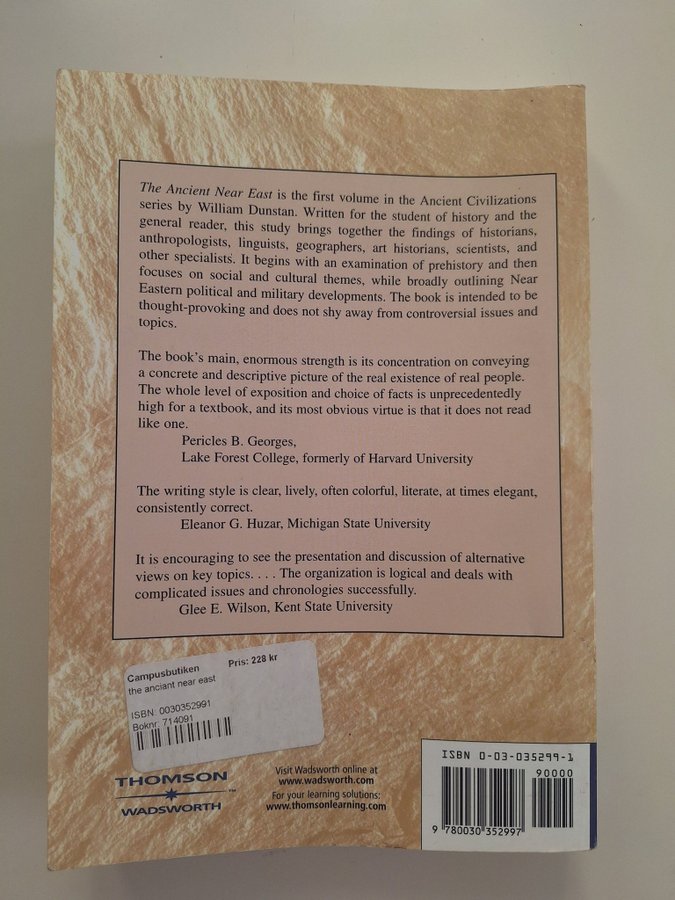 The Ancient Near East is the first volume in the Ancient Civilizations
series by William Dunstan. Written for the student of history and the
general reader, this study brings together the findings of historians,
anthropologists, linguists, geographers, art historians, scientists, and
other specialists. It begins with an examination of prehistory and then
focuses on social and cultural themes, while broadly outlining Near
Eastern political and military developments. The book is intended to be
thought-provoking and does not shy away from controversial issues and
topics.
The book's main, enormous strength is its concentration on conveying
a concrete and descriptive picture of the real existence of real people.
The whole level of exposition and choice of facts is unprecedentedly
high for a textbook, and its most obvious virtue is that it does not read
like one.
Pericles B. Georges,
Lake Forest College, formerly of Harvard University
The writing style is clear, lively, often colorful, literate, at times elegant,
consistently correct.
Eleanor G. Huzar, Michigan State University
It is encouraging to see the presentation and discussion of alternative
views on key topics. . . . The organization is logical and deals with
complicated issues and chronologies successfully.
Glee E. Wilson, Kent State University
Campusbutiken Pris: 228 kr
the anciant near east
ISBN: 0030352991
Boknr: 714091
THOMSON™
WADSWORTH
Visit Wadsworth online at
www.wadsworth.com
For your learning solutions:
www.thomsonlearning.com
ISBN 0-03-035299-1
90000
9 780030 352997